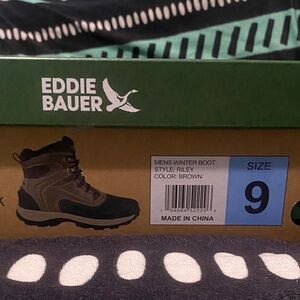 EDDIE
BAUER
MENS WINTER BOOT
STYLE: RILEY
COLOR: BROWN
MADE IN CHINA
SIZE
9